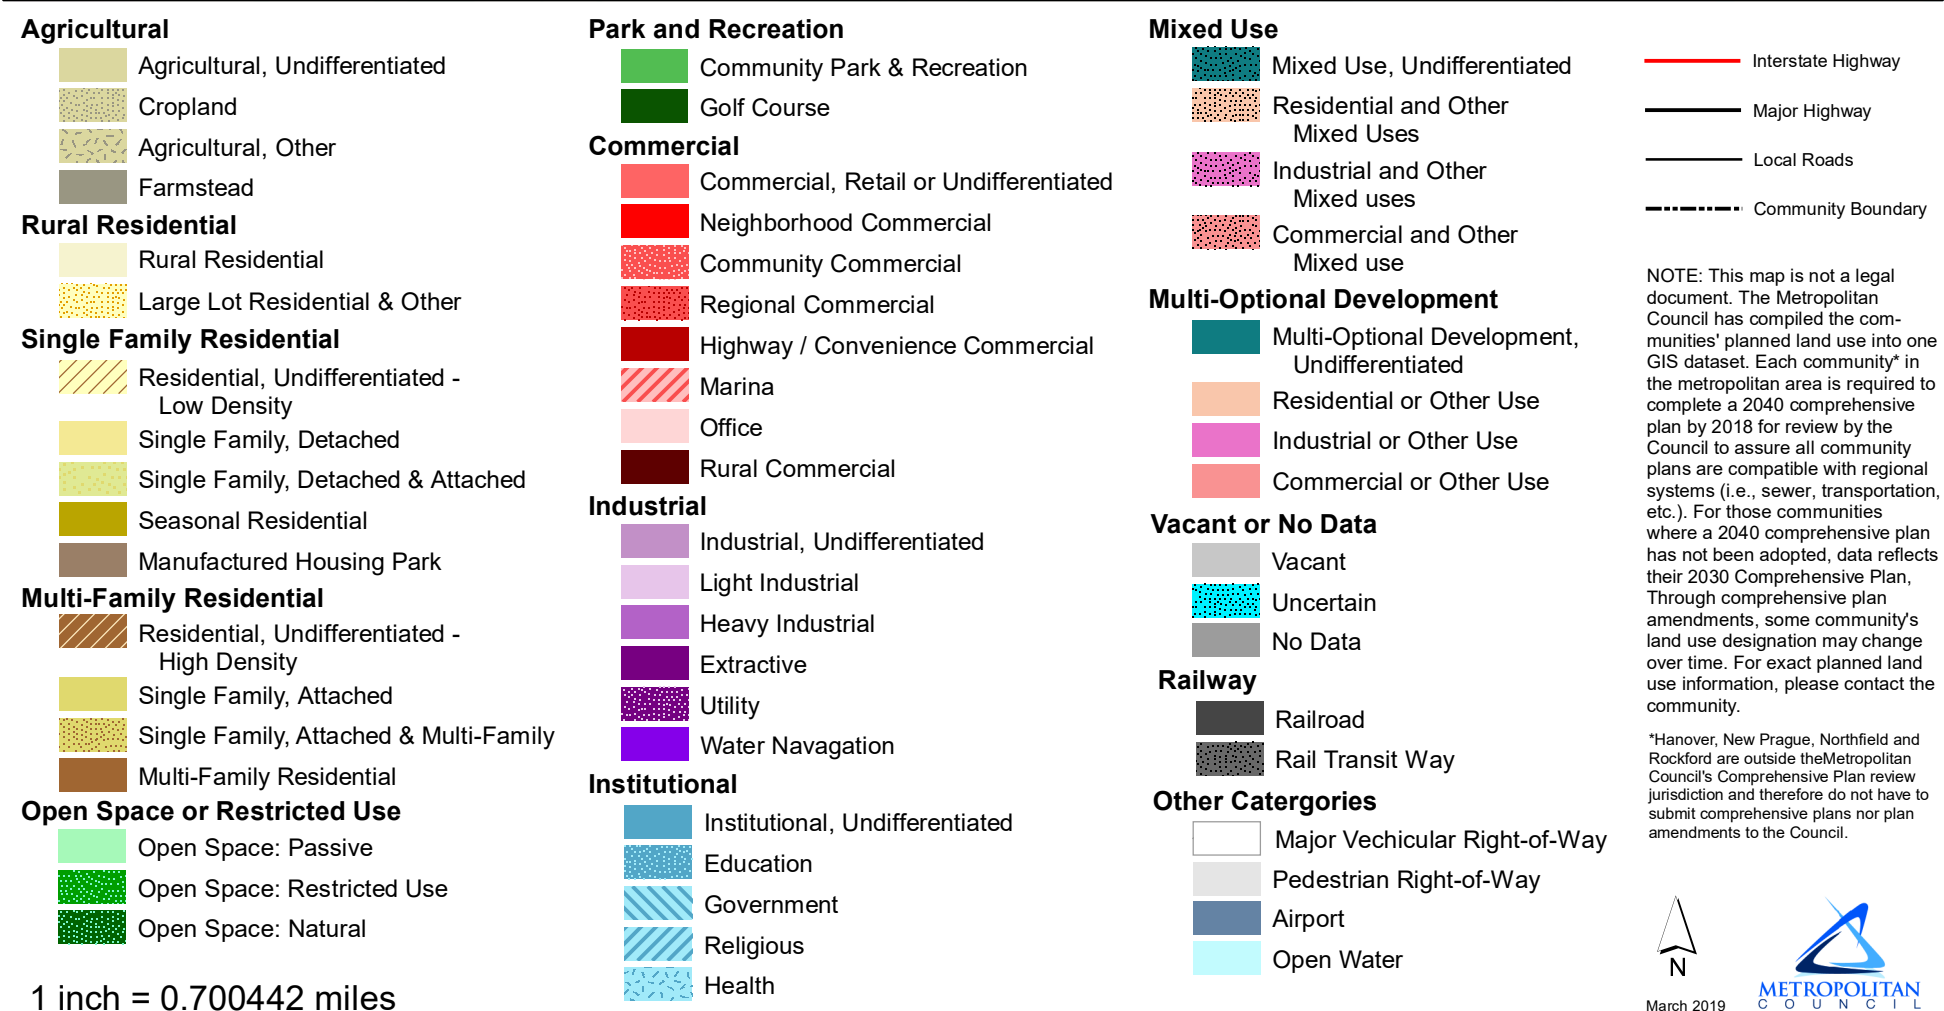 Agricultural
Agricultural, Undifferentiated
Cropland
Agricultural, Other
Farmstead
Rural Residential
Rural Residential
Large Lot Residential & Other
Single Family Residential
Residential, Undifferentiated -
Low Density
Single Family, Detached
Single Family, Detached & Attached
Seasonal Residential
Manufactured Housing Park
Multi-Family Residential
Residential, Undifferentiated -
High Density
Single Family, Attached
Single Family, Attached & Multi-Family
Multi-Family Residential
Open Space or Restricted Use
Open Space: Passive
Open Space: Restricted Use
Open Space: Natural
1 inch = 0.700442 miles
Park and Recreation
Community Park & Recreation
Golf Course
Commercial
Commercial, Retail or Undifferentiated
Neighborhood Commercial
Community Commercial
Regional Commercial
Highway / Convenience Commercial
Marina
Office
Rural Commercial
Industrial
Industrial, Undifferentiated
Light Industrial
Heavy Industrial
Extractive
Utility
Water Navagation
Institutional
Institutional, Undifferentiated
Education
Government
Religious
Health
Mixed Use
Mixed Use, Undifferentiated
Residential and Other
Mixed Uses
Industrial and Other
Mixed uses
Commercial and Other
Mixed use
Multi-Optional Development
Multi-Optional Development,
Undifferentiated
Residential or Other Use
Industrial or Other Use
Commercial or Other Use
Vacant or No Data
Vacant
Uncertain
No Data
Railway
Railroad
Rail Transit Way
Other Catergories
Major Vechicular Right-of-Way
Pedestrian Right-of-Way
Airport
Open Water
Interstate Highway
Major Highway
Local Roads
Community Boundary
NOTE: This map is not a legal
document. The Metropolitan
Council has compiled the com-
munities' planned land use into one
GIS dataset. Each community* in
the metropolitan area is required to
complete a 2040 comprehensive
plan by 2018 for review by the
Council to assure all community
plans are compatible with regional
systems (i.e., sewer, transportation,
etc.). For those communities
where a 2040 comprehensive plan
has not been adopted, data reflects
their 2030 Comprehensive Plan,
Through comprehensive plan
amendments, some community's
land use designation may change
over time. For exact planned land
use information, please contact the
community.
*Hanover, New Prague, Northfield and
Rockford are outside theMetropolitan
Council's Comprehensive Plan review
jurisdiction and therefore do not have to
submit comprehensive plans nor plan
amendments to the Council.
N
March 2019
METROPOLITAN
COUNCIL